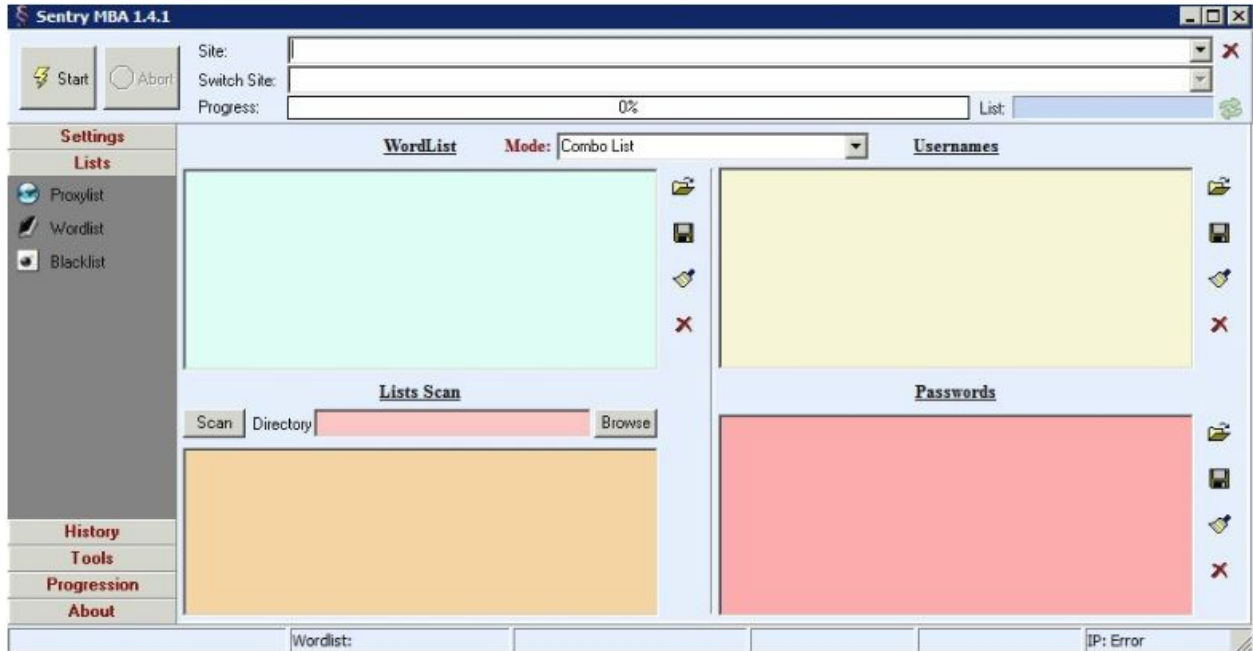 Sentry MBA 1.4.1
Start
Abort
Site:
Switch Site:
Progress:
0%
List:
Settings
Lists
Proxylist
Wordlist
Blacklist
History
Tools
Progression
About
WordList
Mode: Combo List
Usernames
Lists Scan
Scan
Directory
Browse
Passwords
Wordlist:
IP: Error